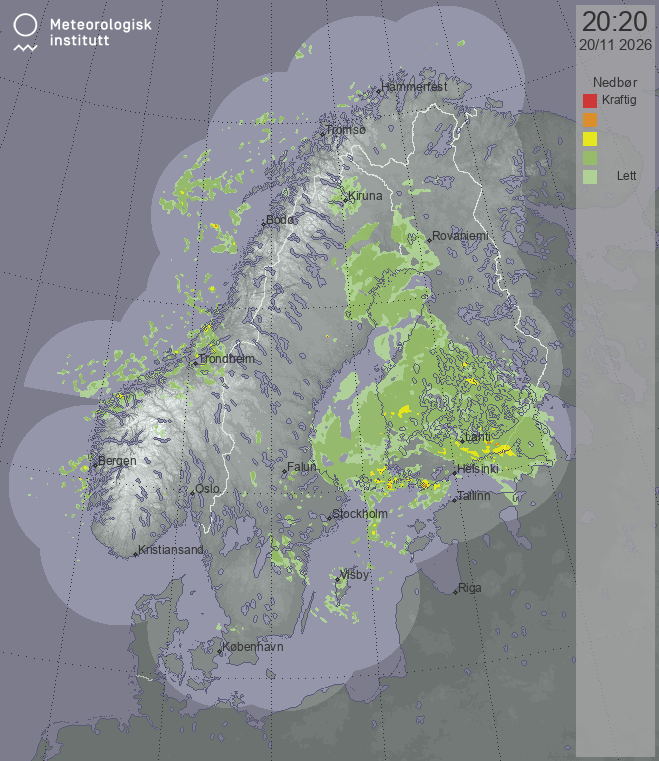 Meteorologisk
institutt
20:20
20/11 2026
Nedbør
Kraftig
Lett
Hammerfest
Tromsø
Kiruna
Bodø
Rovaniemi
Trondheim
Lahti
Bergen
Falun
Helsinki
Oslo
Tallinn
Stockholm
Kristiansand
Visby
Riga
København